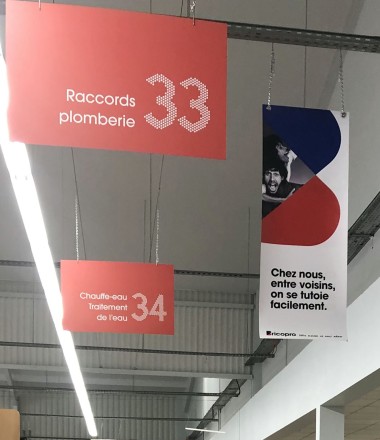 Raccords
plomberie
33
Chauffe-eau
Traitement
de l'eau
34
Chez nous,
entre voisins,
on se tutoie
facilement.
Bricopro